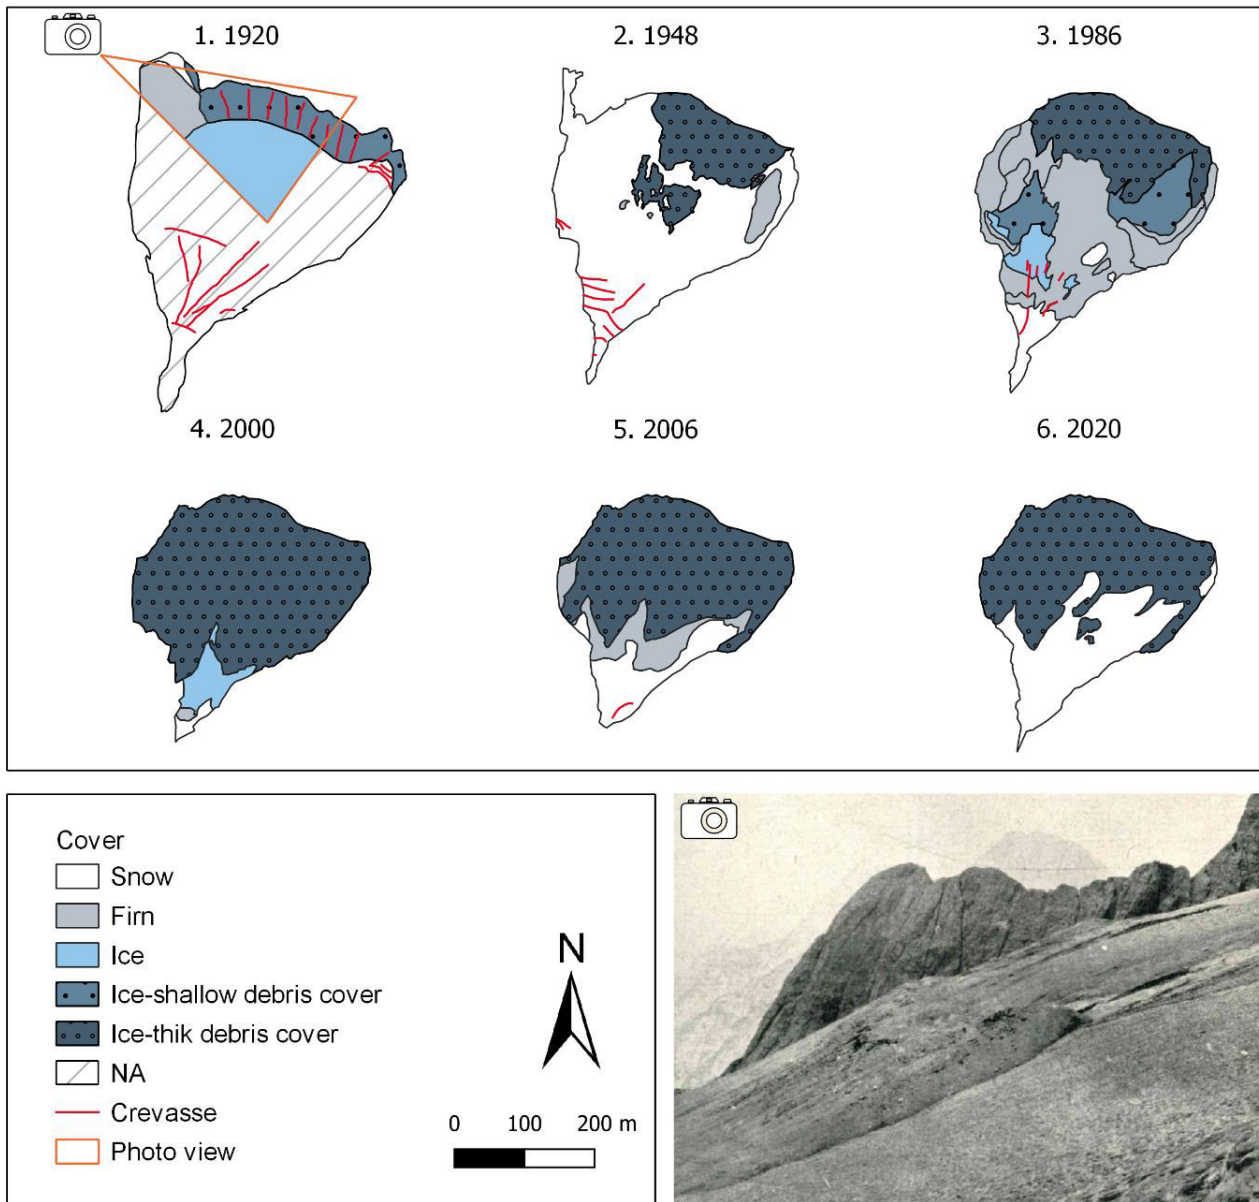 1. 1920
2. 1948
3. 1986
4. 2000
5. 2006
6. 2020
Cover
Snow
Firn
Ice
Ice-shallow debris cover
Ice-thik debris cover
NA
Crevasse
Photo view
N
0 100 200 m